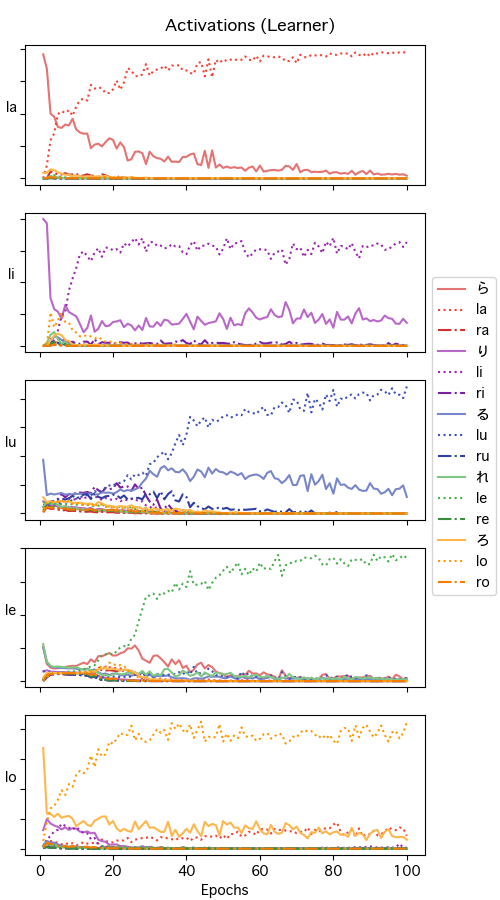 Activations (Learner)
la
li
lu
le
lo
0 20 40 60 80 100
Epochs
ら
la
ra
り
li
ri
る
lu
ru
れ
le
re
ろ
lo
ro